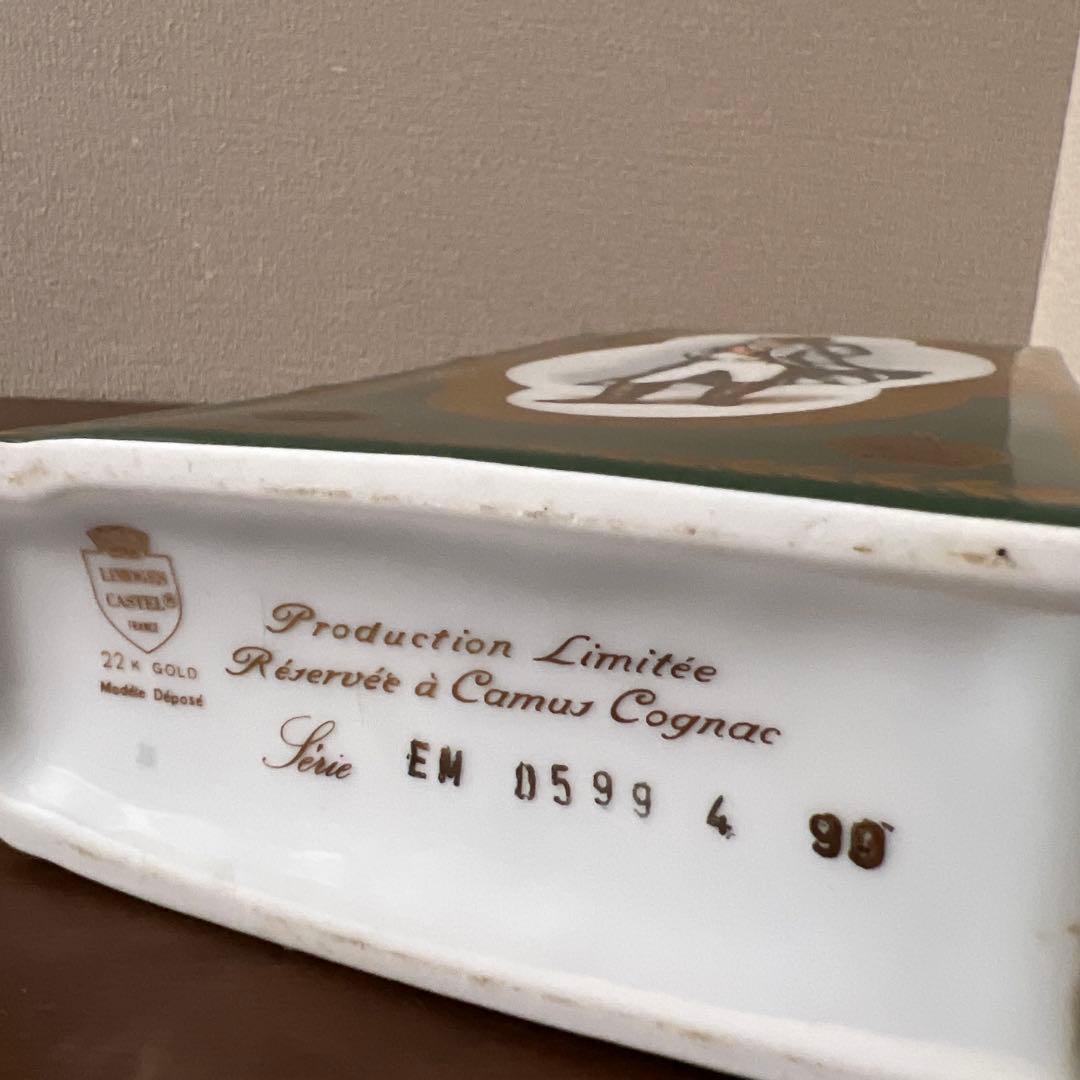 LIMOGES
CASTEL®
FRANCE
22 K GOLD
Modèle Déposé
Production Limitée
Réservée à Camus Cognac
Série EM 0599 4 90